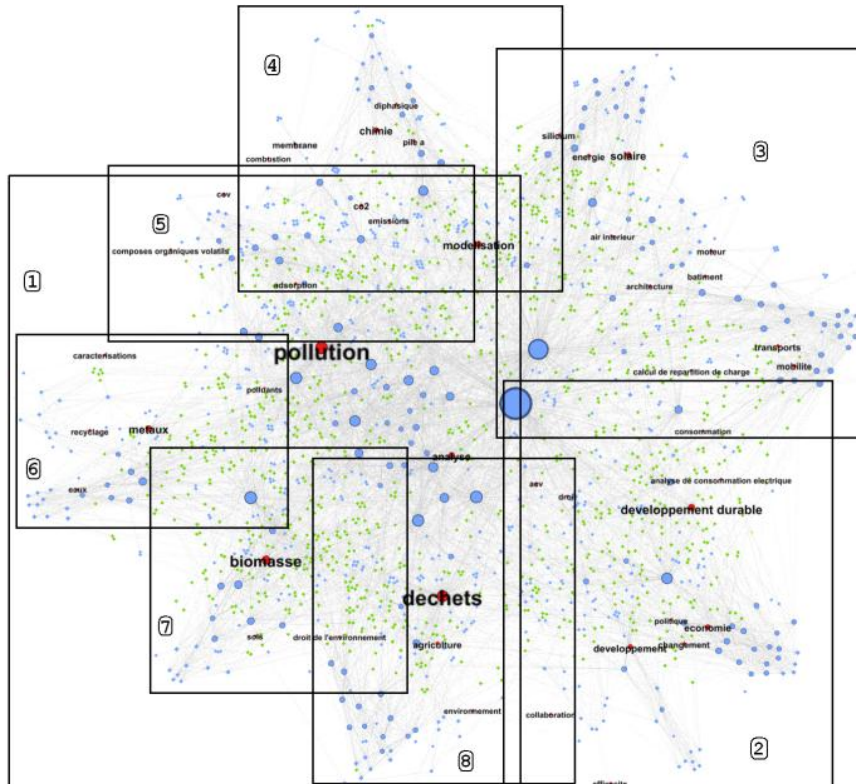 4
diphasique
chimie
pile a
membrane
combustion
silicium
energie
solaire
3
cov
co2
emissions
5
modelisation
air interieur
composes organiques volatils
moteur
1
adsorption
architecture
batiment
pollution
transports
caracterisations
mobilite
calcul de repartition de charge
polluants
recyclage
metaux
consommation
analyse
6
eaux
acv
analyse de consommation electrique
droit
developpement durable
biomasse
dechets
7
sols
droit de l'environnement
agriculture
politique
economie
developpement
changement
environnement
collaboration
8
2